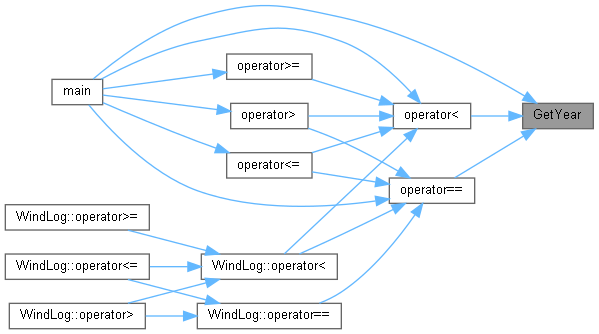 operator>=
main
operator>
operator<
GetYear
operator<=
operator==
WindLog::operator>=
WindLog::operator<=
WindLog::operator<
WindLog::operator>
WindLog::operator==